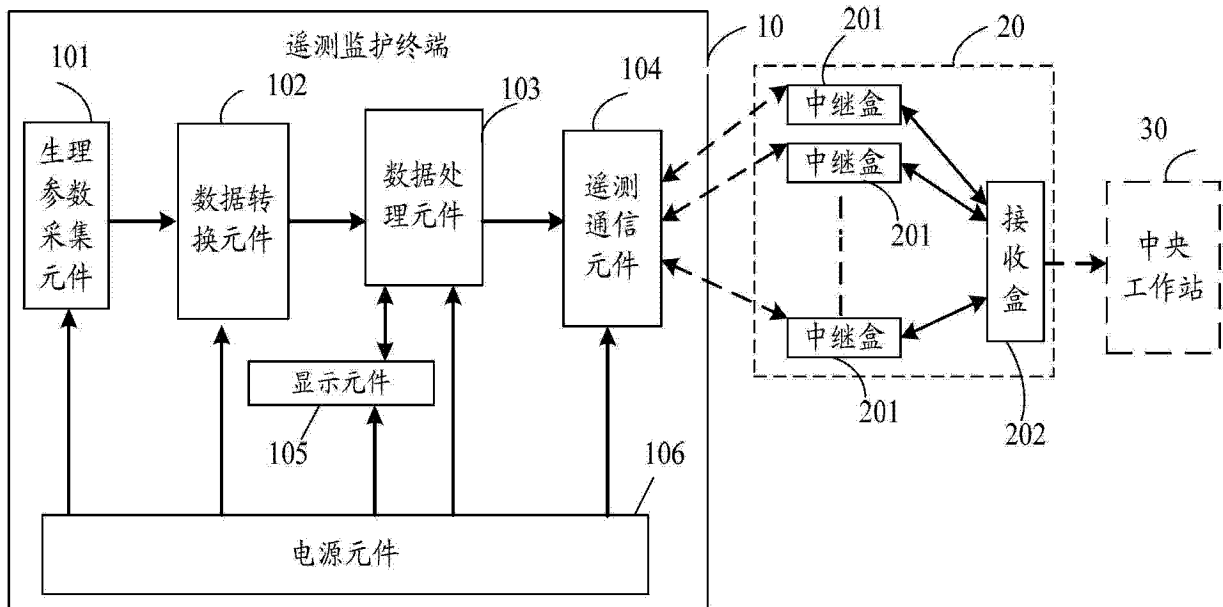 遥测监护终端
10
20
30
101
生理
参数
采集
元件
102
数据转
换元件
103
数据处
理元件
104
遥测
通信
元件
201
中继盒
中继盒
201
中继盒
201
接
收
盒
202
中央
工作站
显示元件
105
106
电源元件